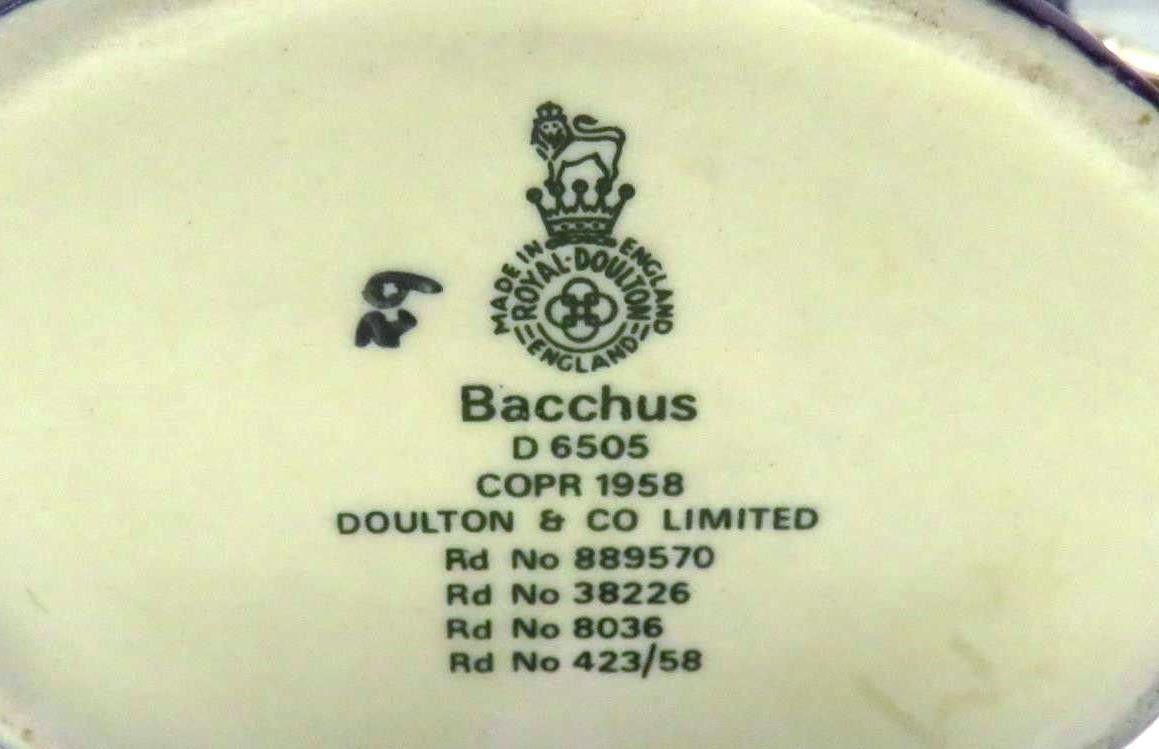 MADE IN ENGLAND
ROYAL·DOULTON
ENGLAND
29
Bacchus
D 6505
COPR 1958
DOULTON & CO LIMITED
Rd No 889570
Rd No 38226
Rd No 8036
Rd No 423/58